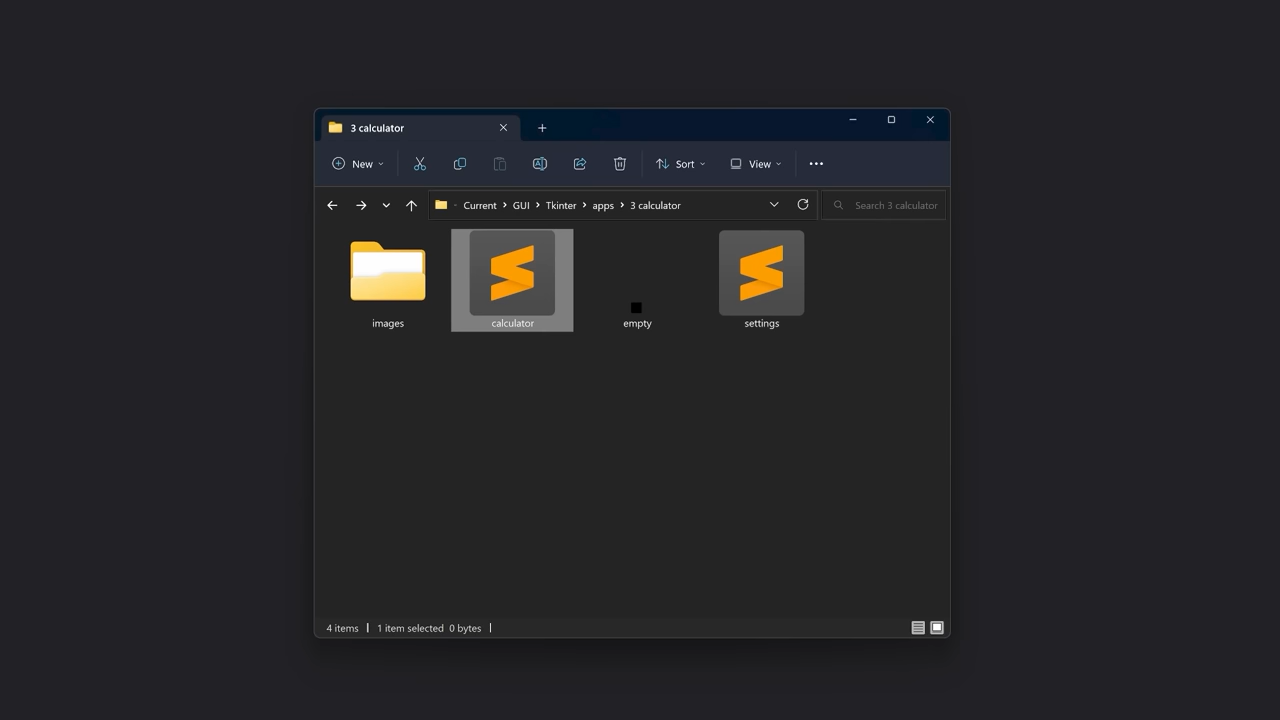 3 calculator
New
Sort
View
Current > GUI > Tkinter > apps > 3 calculator
Search 3 calculator
images
calculator
empty
settings
4 items
1 item selected 0 bytes